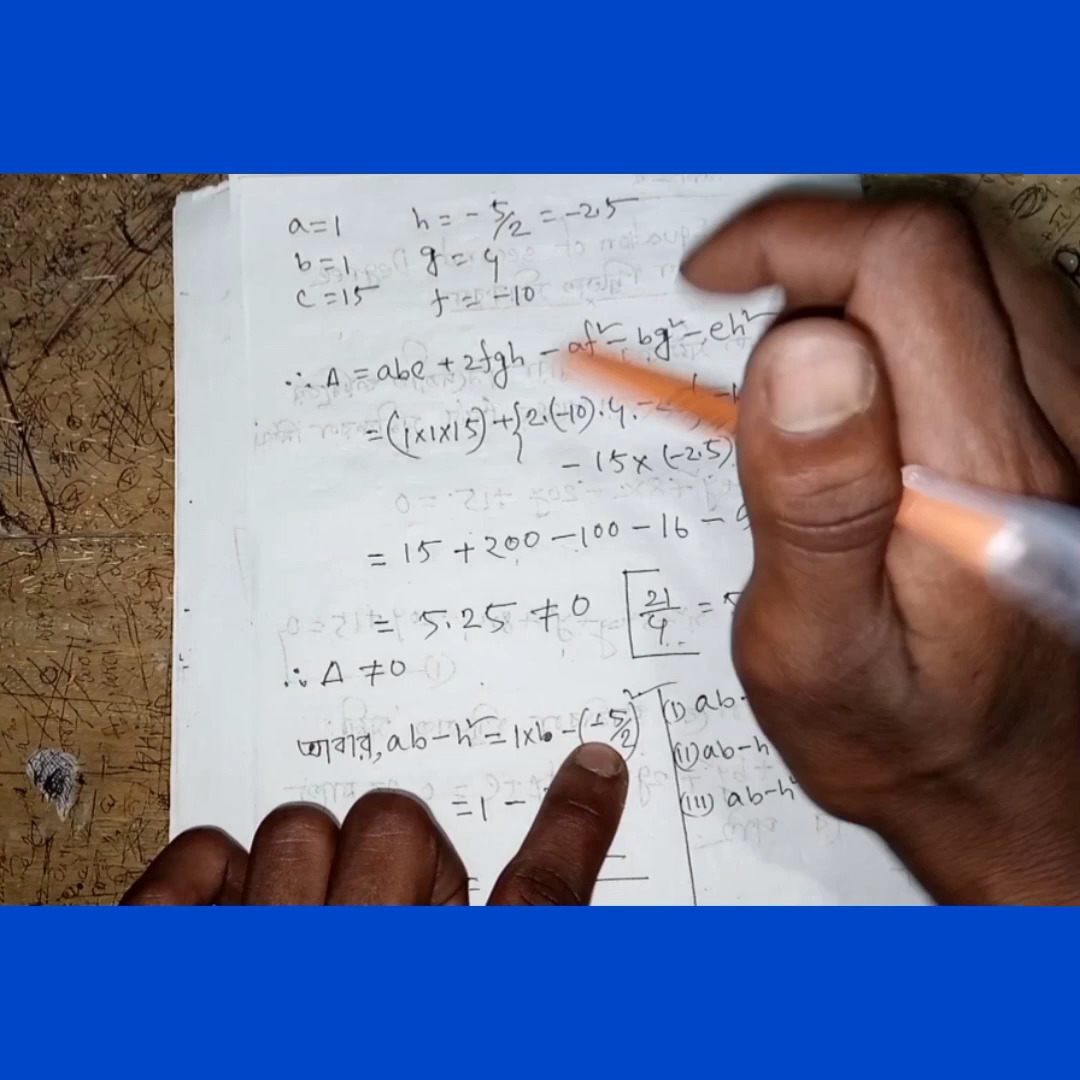 a=1 h = - 5/2 = -2.5
b=1 g = 4
c=15 f = -10
∴ Δ = abc + 2fgh - af² - bg² - ch²
= (1×1×15) + {2.(-10).4.-
- 15 × (-2.5)
= 15 + 200 - 100 - 16 -
= 5.25 ≠ 0 21/4 =
∴ Δ ≠ 0
আবার, ab - h² = 1×b - (-5/2)² (i) ab-
= 1 - (ii) ab-h
(iii) ab-h²